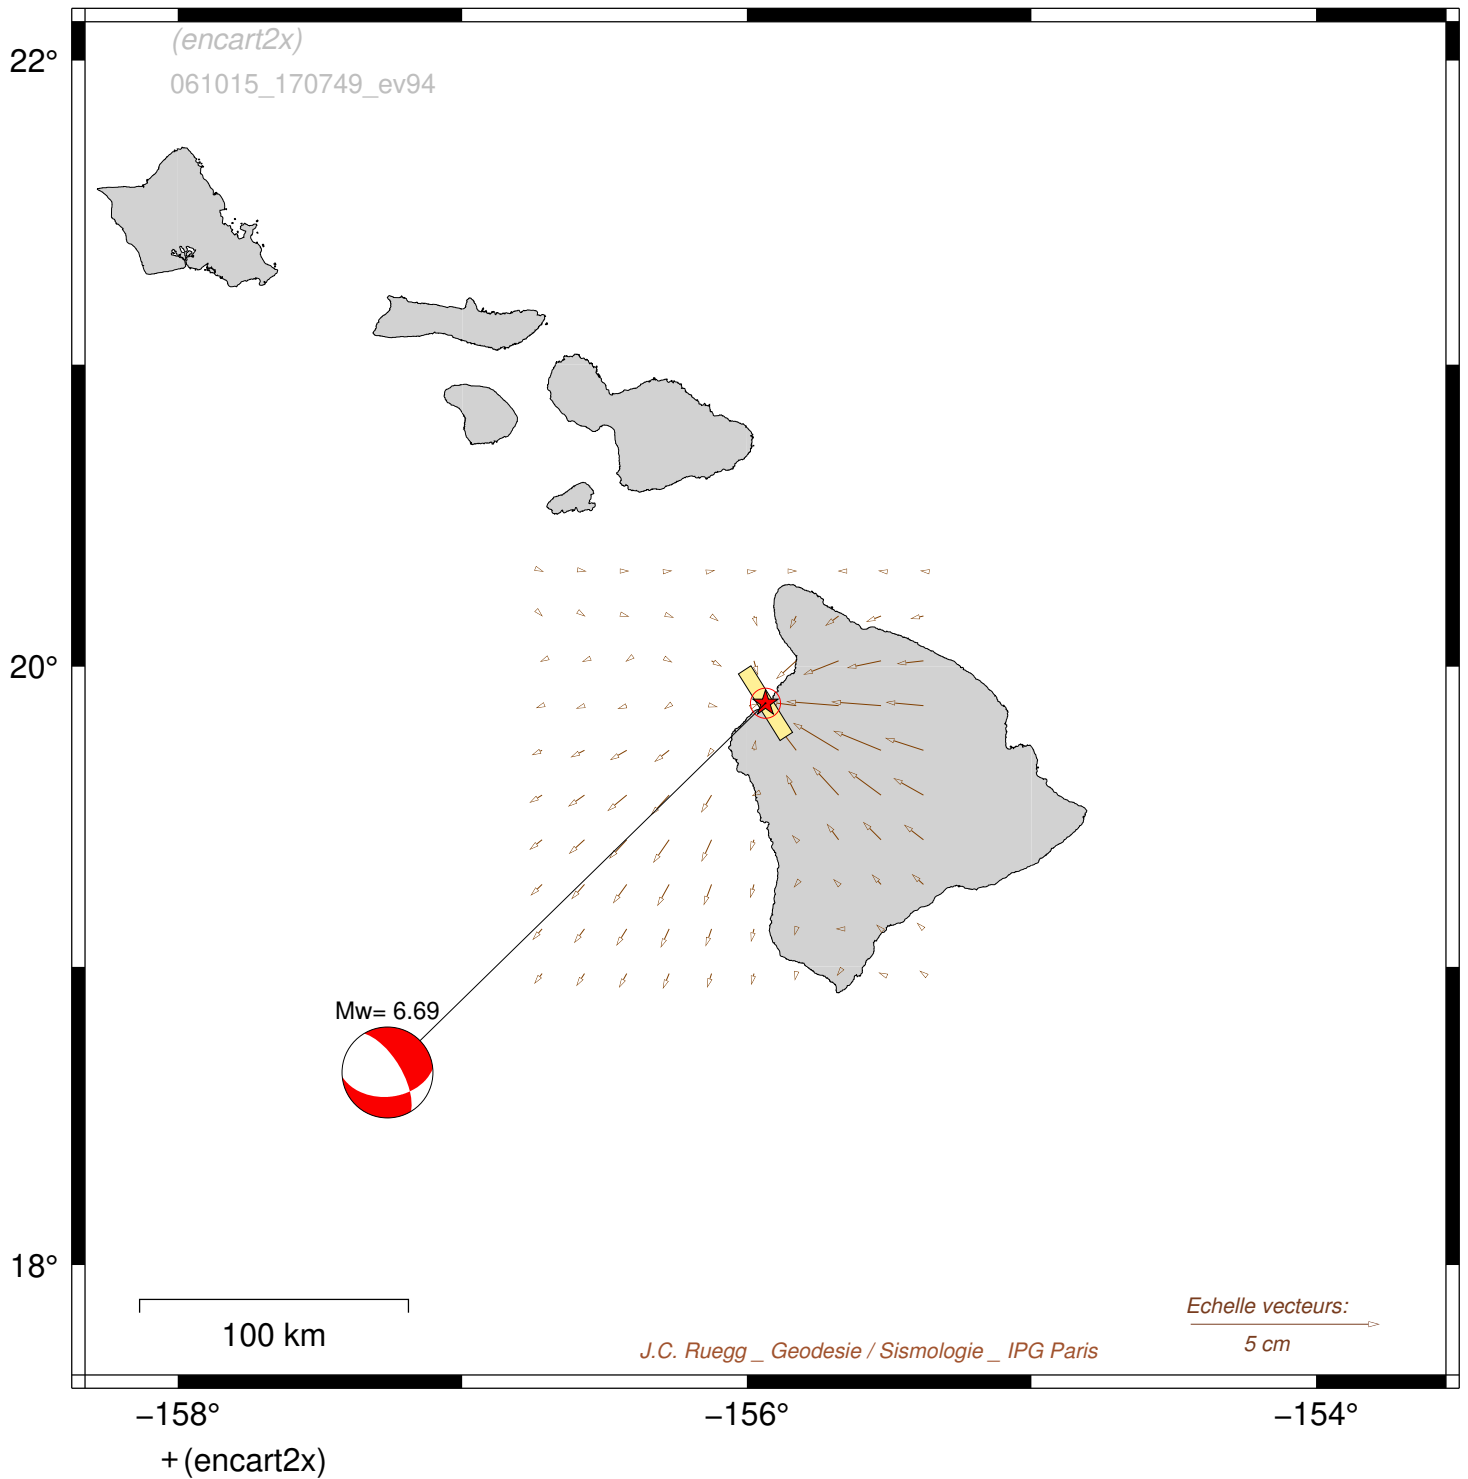 (encart2x)
22°
061015_170749_ev94
20°
Mw= 6.69
18°
Echelle vecteurs:
100 km
5 cm
J.C. Ruegg _ Geodesie / Sismologie _ IPG Paris
−158°
−156°
−154°
+ (encart2x)